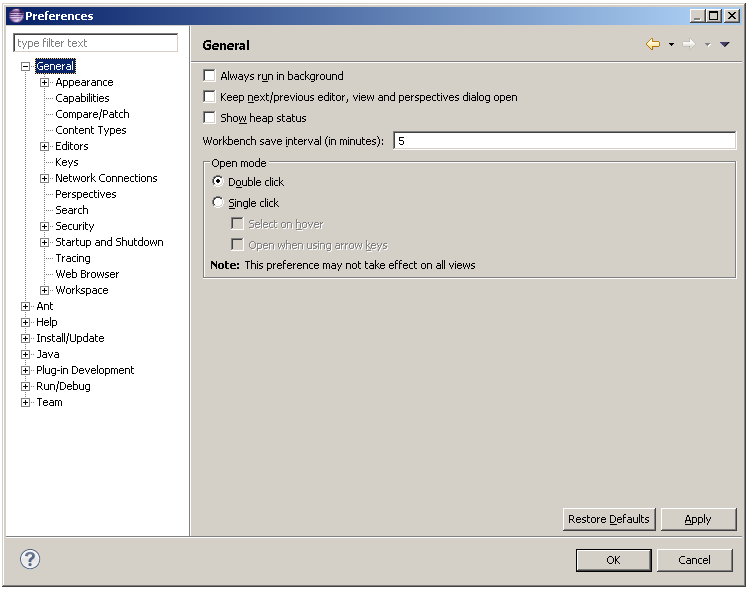 Preferences
type filter text
General
Appearance
Capabilities
Compare/Patch
Content Types
Editors
Keys
Network Connections
Perspectives
Search
Security
Startup and Shutdown
Tracing
Web Browser
Workspace
Ant
Help
Install/Update
Java
Plug-in Development
Run/Debug
Team
General
Always run in background
Keep next/previous editor, view and perspectives dialog open
Show heap status
Workbench save interval (in minutes): 5
Open mode
Double click
Single click
Select on hover
Open when using arrow keys
Note: This preference may not take effect on all views
Restore Defaults Apply
? OK Cancel